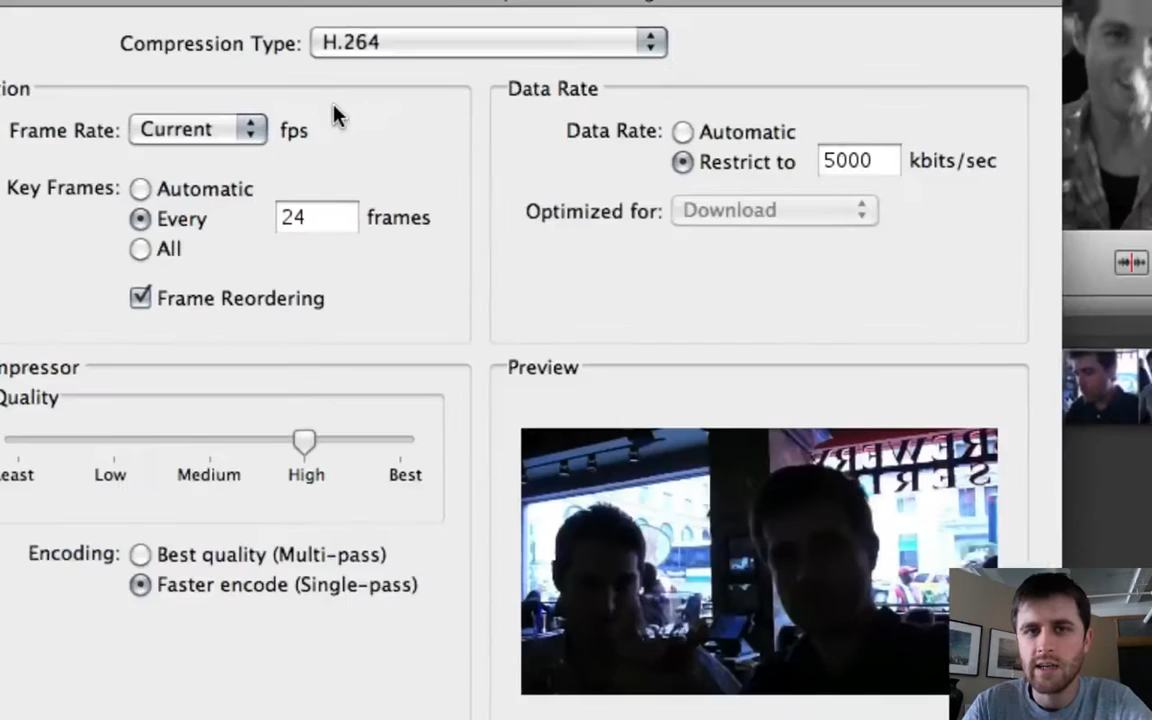 Compression Type: H.264
ion
Frame Rate: Current fps
Key Frames: Automatic
Every 24 frames
All
Frame Reordering
Data Rate
Data Rate: Automatic
Restrict to 5000 kbits/sec
Optimized for: Download
mpressor
Quality
east Low Medium High Best
Encoding: Best quality (Multi-pass)
Faster encode (Single-pass)
Preview